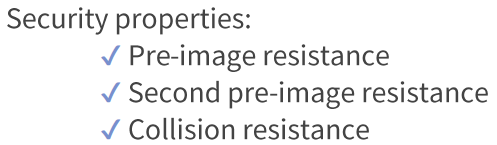 Security properties:
✓ Pre-image resistance
✓ Second pre-image resistance
✓ Collision resistance